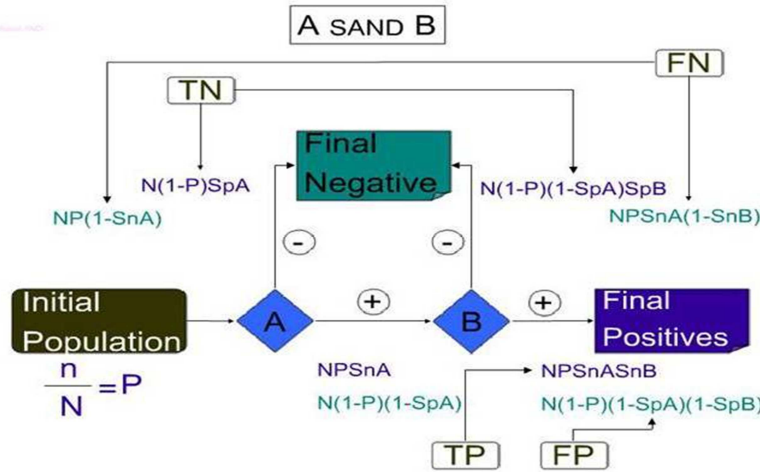 A SAND B
FN
TN
Final
Negative
N(1-P)SpA
N(1-P)(1-SpA)SpB
NP(1-SnA)
NPSnA(1-SnB)
-
-
Initial
Population
A
+
B
+
Final
Positives
n
N
=P
NPSnA
NPSnASnB
N(1-P)(1-SpA)
N(1-P)(1-SpA)(1-SpB)
TP
FP